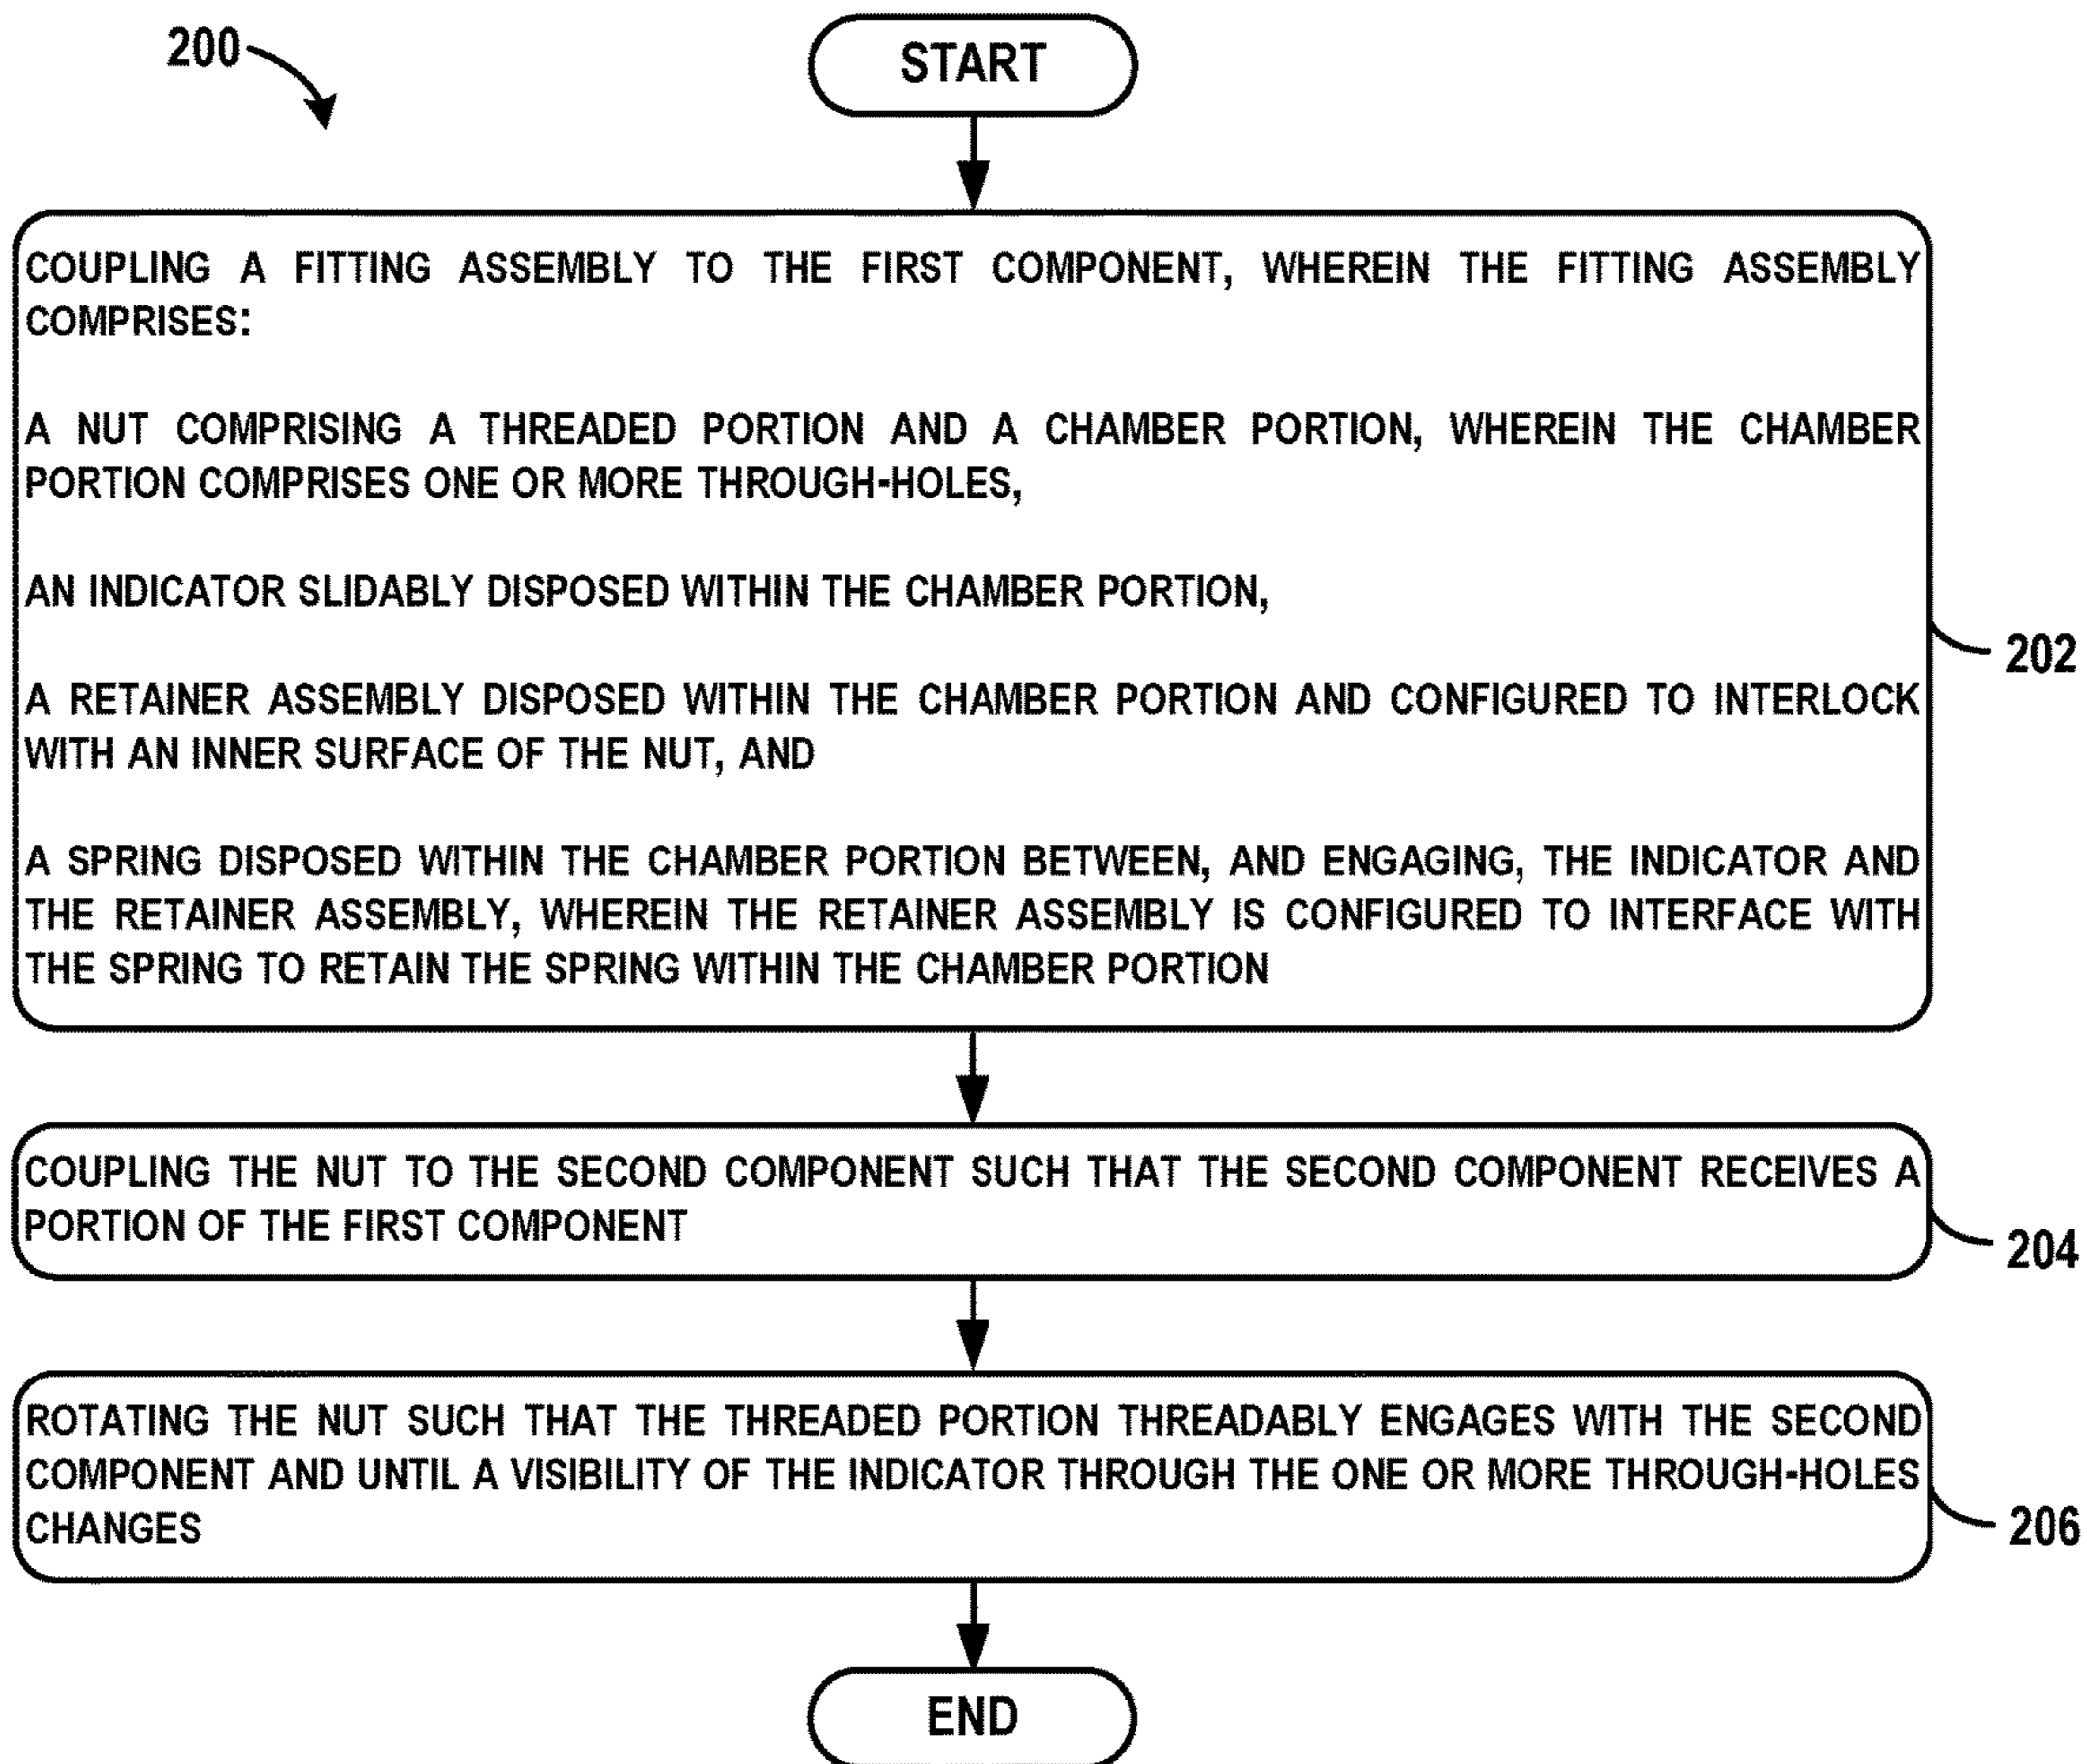 200
START
COUPLING A FITTING ASSEMBLY TO THE FIRST COMPONENT, WHEREIN THE FITTING ASSEMBLY
COMPRISES:
A NUT COMPRISING A THREADED PORTION AND A CHAMBER PORTION, WHEREIN THE CHAMBER
PORTION COMPRISES ONE OR MORE THROUGH-HOLES,
AN INDICATOR SLIDABLY DISPOSED WITHIN THE CHAMBER PORTION,
A RETAINER ASSEMBLY DISPOSED WITHIN THE CHAMBER PORTION AND CONFIGURED TO INTERLOCK
WITH AN INNER SURFACE OF THE NUT, AND
A SPRING DISPOSED WITHIN THE CHAMBER PORTION BETWEEN, AND ENGAGING, THE INDICATOR AND
THE RETAINER ASSEMBLY, WHEREIN THE RETAINER ASSEMBLY IS CONFIGURED TO INTERFACE WITH
THE SPRING TO RETAIN THE SPRING WITHIN THE CHAMBER PORTION
202
COUPLING THE NUT TO THE SECOND COMPONENT SUCH THAT THE SECOND COMPONENT RECEIVES A
PORTION OF THE FIRST COMPONENT
204
ROTATING THE NUT SUCH THAT THE THREADED PORTION THREADABLY ENGAGES WITH THE SECOND
COMPONENT AND UNTIL A VISIBILITY OF THE INDICATOR THROUGH THE ONE OR MORE THROUGH-HOLES
CHANGES
206
END